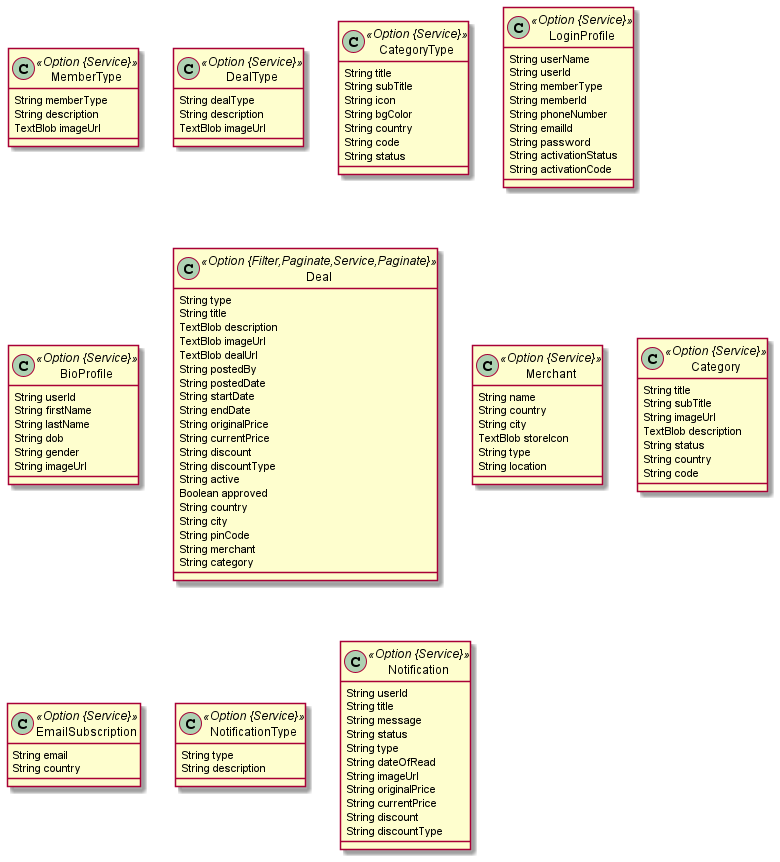 C «Option {Service}»
MemberType
String memberType
String description
TextBlob imageUrl
C «Option {Service}»
DealType
String dealType
String description
TextBlob imageUrl
C «Option {Service}»
CategoryType
String title
String subTitle
String icon
String bgColor
String country
String code
String status
C «Option {Service}»
LoginProfile
String userName
String userId
String memberType
String memberId
String phoneNumber
String emailId
String password
String activationStatus
String activationCode
C «Option {Service}»
BioProfile
String userId
String firstName
String lastName
String dob
String gender
String imageUrl
C «Option {Filter,Paginate,Service,Paginate}»
Deal
String type
String title
TextBlob description
TextBlob imageUrl
TextBlob dealUrl
String postedBy
String postedDate
String startDate
String endDate
String originalPrice
String currentPrice
String discount
String discountType
String active
Boolean approved
String country
String city
String pinCode
String merchant
String category
C «Option {Service}»
Merchant
String name
String country
String city
TextBlob storeIcon
String type
String location
C «Option {Service}»
Category
String title
String subTitle
String imageUrl
TextBlob description
String status
String country
String code
C «Option {Service}»
EmailSubscription
String email
String country
C «Option {Service}»
NotificationType
String type
String description
C «Option {Service}»
Notification
String userId
String title
String message
String status
String type
String dateOfRead
String imageUrl
String originalPrice
String currentPrice
String discount
String discountType